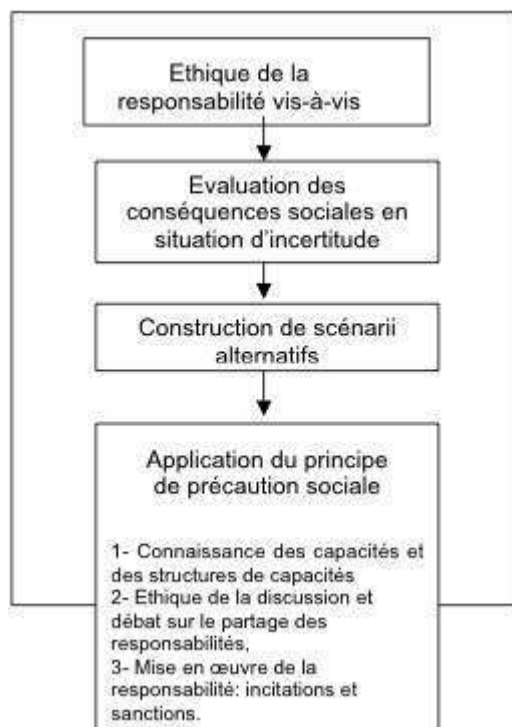 Ethique de la
responsabilité vis-à-vis
Evaluation des
conséquences sociales en
situation d'incertitude
Construction de scénarii
alternatifs
Application du principe
de précaution sociale
1- Connaissance des capacités et
des structures de capacités
2- Ethique de la discussion et
débat sur le partage des
responsabilités,
3- Mise en œuvre de la
responsabilité: incitations et
sanctions.